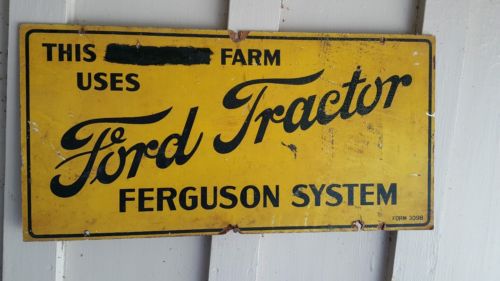 THIS FARM
USES
Ford Tractor
FERGUSON SYSTEM
FORM 3098